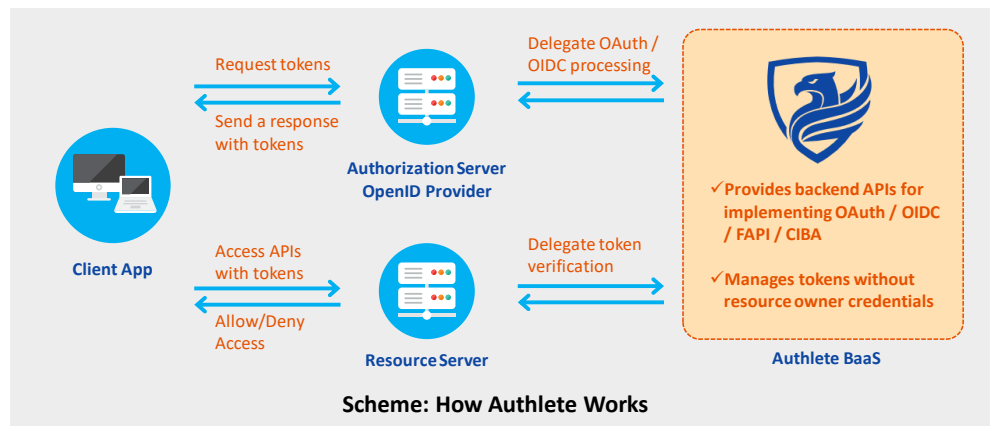 Request tokens
Send a response
with tokens
Authorization Server
OpenID Provider
Delegate OAuth /
OIDC processing
Client App
Access APIs
with tokens
Allow/Deny
Access
Resource Server
Delegate token
verification
✓Provides backend APIs for
implementing OAuth / OIDC
/ FAPI / CIBA
✓Manages tokens without
resource owner credentials
Authlete BaaS
Scheme: How Authlete Works